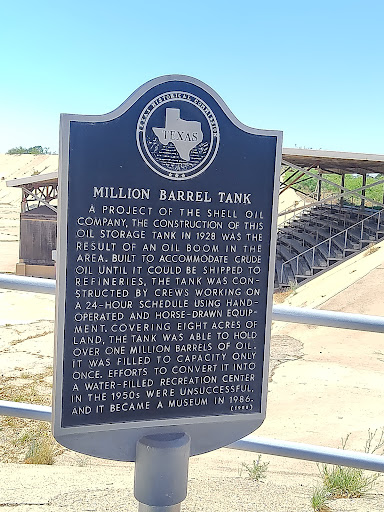 TEXAS HISTORICAL COMMISSION
TEXAS
MILLION BARREL TANK
A PROJECT OF THE SHELL OIL
COMPANY, THE CONSTRUCTION OF THIS
OIL STORAGE TANK IN 1928 WAS THE
RESULT OF AN OIL BOOM IN THE
AREA. BUILT TO ACCOMMODATE CRUDE
OIL UNTIL IT COULD BE SHIPPED TO
REFINERIES, THE TANK WAS CON-
STRUCTED BY CREWS WORKING ON
A 24-HOUR SCHEDULE USING HAND-
OPERATED AND HORSE-DRAWN EQUIP-
MENT. COVERING EIGHT ACRES OF
LAND, THE TANK WAS ABLE TO HOLD
OVER ONE MILLION BARRELS OF OIL.
IT WAS FILLED TO CAPACITY ONLY
ONCE. EFFORTS TO CONVERT IT INTO
A WATER-FILLED RECREATION CENTER
IN THE 1950s WERE UNSUCCESSFUL,
AND IT BECAME A MUSEUM IN 1986.
(1986)